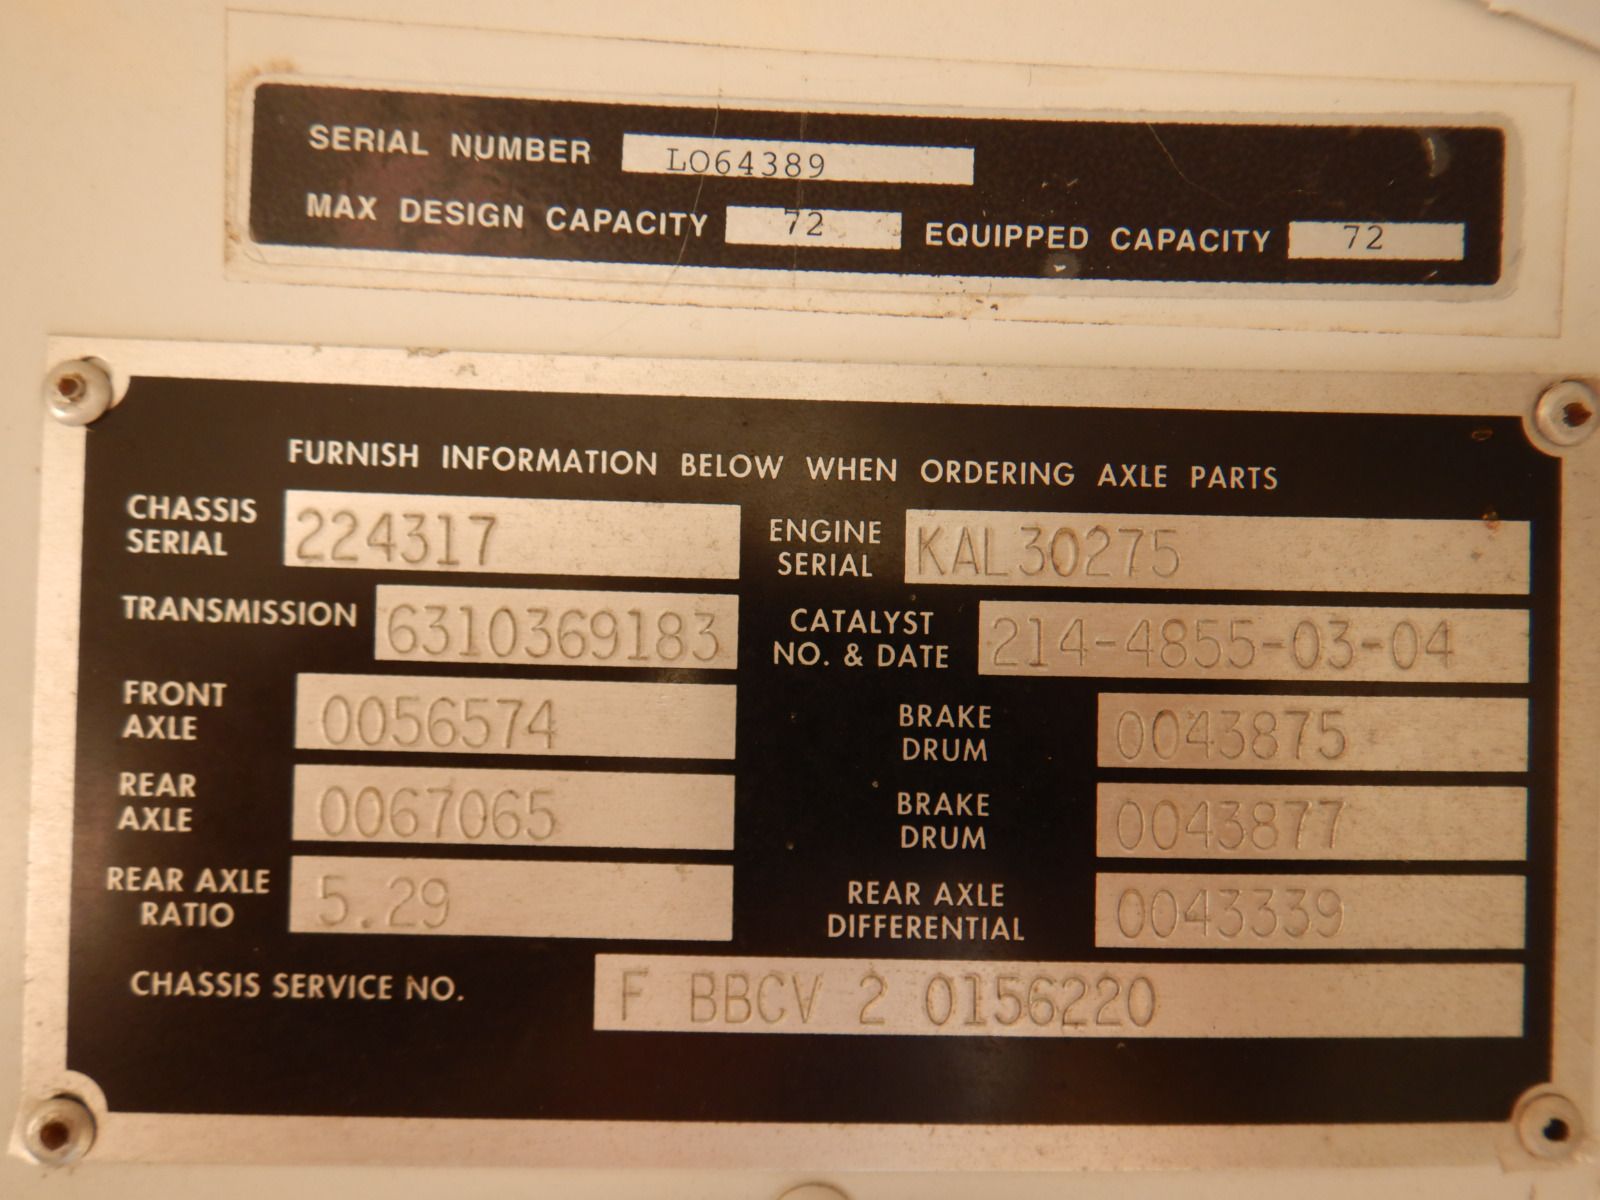 SERIAL NUMBER LO64389
MAX DESIGN CAPACITY 72 EQUIPPED CAPACITY 72
FURNISH INFORMATION BELOW WHEN ORDERING AXLE PARTS
CHASSIS SERIAL 224317 ENGINE SERIAL KAL30275
TRANSMISSION 6310369183 CATALYST NO. & DATE 214-4855-03-04
FRONT AXLE 0056574 BRAKE DRUM 0043875
REAR AXLE 0067065 BRAKE DRUM 0043877
REAR AXLE RATIO 5.29 REAR AXLE DIFFERENTIAL 0043339
CHASSIS SERVICE NO. F BBCV 2 0156220